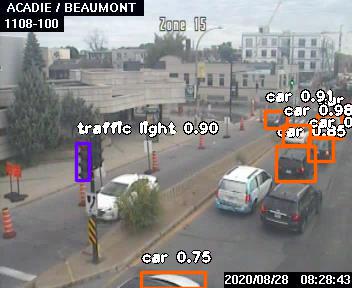 ACADIE / BEAUMONT
1108-100
Zone 15
car 0.91
car 0.98
car 0.85
traffic light 0.90
car 0.75
2020/08/28 08:28:43